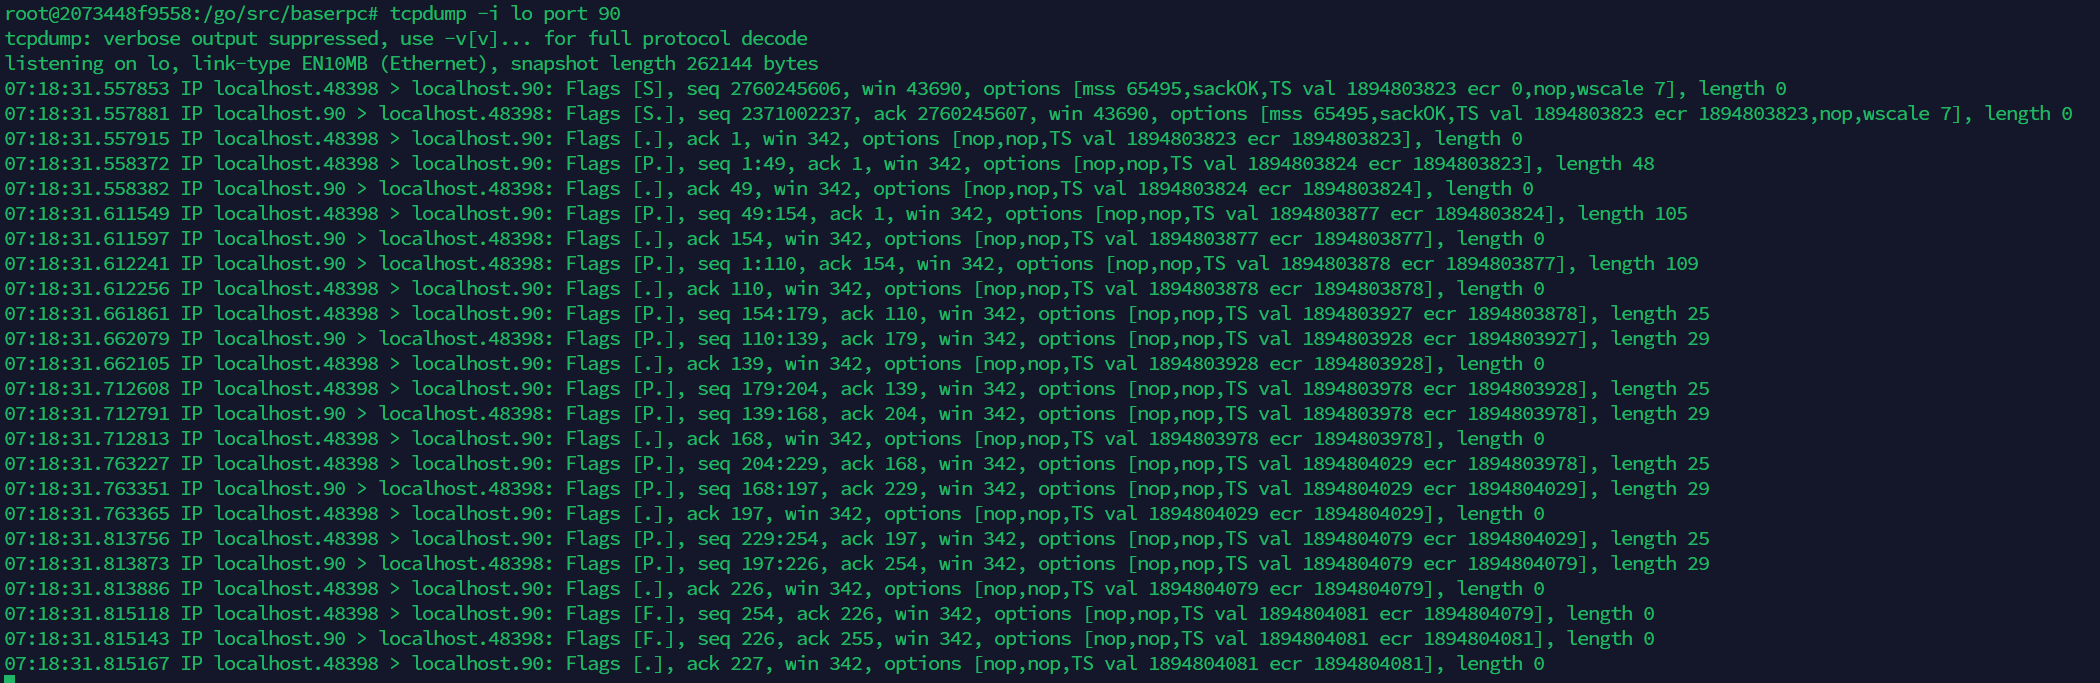 root@2073448f9558:/go/src/baserpc# tcpdump -i lo port 90
tcpdump: verbose output suppressed, use -v[v]... for full protocol decode
listening on lo, link-type EN10MB (Ethernet), snapshot length 262144 bytes
07:18:31.557853 IP localhost.48398 > localhost.90: Flags [S], seq 2760245606, win 43690, options [mss 65495,sackOK,TS val 1894803823 ecr 0,nop,wscale 7], length 0
07:18:31.557881 IP localhost.90 > localhost.48398: Flags [S.], seq 2371002237, ack 2760245607, win 43690, options [mss 65495,sackOK,TS val 1894803823 ecr 1894803823,nop,wscale 7], length 0
07:18:31.557915 IP localhost.48398 > localhost.90: Flags [.], ack 1, win 342, options [nop,nop,TS val 1894803823 ecr 1894803823], length 0
07:18:31.558372 IP localhost.48398 > localhost.90: Flags [P.], seq 1:49, ack 1, win 342, options [nop,nop,TS val 1894803824 ecr 1894803823], length 48
07:18:31.558382 IP localhost.90 > localhost.48398: Flags [.], ack 49, win 342, options [nop,nop,TS val 1894803824 ecr 1894803824], length 0
07:18:31.611549 IP localhost.48398 > localhost.90: Flags [P.], seq 49:154, ack 1, win 342, options [nop,nop,TS val 1894803877 ecr 1894803824], length 105
07:18:31.611597 IP localhost.90 > localhost.48398: Flags [.], ack 154, win 342, options [nop,nop,TS val 1894803877 ecr 1894803877], length 0
07:18:31.612241 IP localhost.90 > localhost.48398: Flags [P.], seq 1:110, ack 154, win 342, options [nop,nop,TS val 1894803878 ecr 1894803877], length 109
07:18:31.612256 IP localhost.48398 > localhost.90: Flags [.], ack 110, win 342, options [nop,nop,TS val 1894803878 ecr 1894803878], length 0
07:18:31.661861 IP localhost.48398 > localhost.90: Flags [P.], seq 154:179, ack 110, win 342, options [nop,nop,TS val 1894803927 ecr 1894803878], length 25
07:18:31.662079 IP localhost.90 > localhost.48398: Flags [P.], seq 110:139, ack 179, win 342, options [nop,nop,TS val 1894803928 ecr 1894803927], length 29
07:18:31.662105 IP localhost.48398 > localhost.90: Flags [.], ack 139, win 342, options [nop,nop,TS val 1894803928 ecr 1894803928], length 0
07:18:31.712608 IP localhost.48398 > localhost.90: Flags [P.], seq 179:204, ack 139, win 342, options [nop,nop,TS val 1894803978 ecr 1894803928], length 25
07:18:31.712791 IP localhost.90 > localhost.48398: Flags [P.], seq 139:168, ack 204, win 342, options [nop,nop,TS val 1894803978 ecr 1894803978], length 29
07:18:31.712813 IP localhost.48398 > localhost.90: Flags [.], ack 168, win 342, options [nop,nop,TS val 1894803978 ecr 1894803978], length 0
07:18:31.763227 IP localhost.48398 > localhost.90: Flags [P.], seq 204:229, ack 168, win 342, options [nop,nop,TS val 1894804029 ecr 1894803978], length 25
07:18:31.763351 IP localhost.90 > localhost.48398: Flags [P.], seq 168:197, ack 229, win 342, options [nop,nop,TS val 1894804029 ecr 1894804029], length 29
07:18:31.763365 IP localhost.48398 > localhost.90: Flags [.], ack 197, win 342, options [nop,nop,TS val 1894804029 ecr 1894804029], length 0
07:18:31.813756 IP localhost.48398 > localhost.90: Flags [P.], seq 229:254, ack 197, win 342, options [nop,nop,TS val 1894804079 ecr 1894804029], length 25
07:18:31.813873 IP localhost.90 > localhost.48398: Flags [P.], seq 197:226, ack 254, win 342, options [nop,nop,TS val 1894804079 ecr 1894804079], length 29
07:18:31.813886 IP localhost.48398 > localhost.90: Flags [.], ack 226, win 342, options [nop,nop,TS val 1894804079 ecr 1894804079], length 0
07:18:31.815118 IP localhost.48398 > localhost.90: Flags [F.], seq 254, ack 226, win 342, options [nop,nop,TS val 1894804081 ecr 1894804079], length 0
07:18:31.815143 IP localhost.90 > localhost.48398: Flags [F.], seq 226, ack 255, win 342, options [nop,nop,TS val 1894804081 ecr 1894804081], length 0
07:18:31.815167 IP localhost.48398 > localhost.90: Flags [.], ack 227, win 342, options [nop,nop,TS val 1894804081 ecr 1894804081], length 0